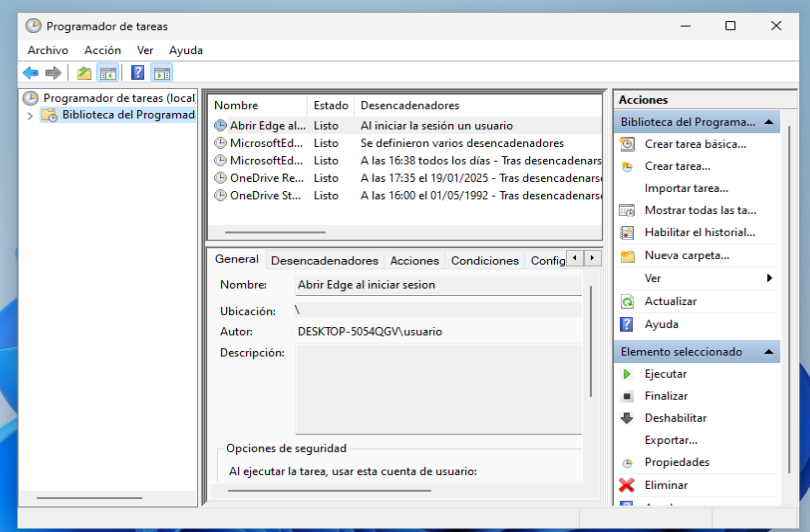 Programador de tareas
Archivo Acción Ver Ayuda
Programador de tareas (local
Biblioteca del Programad
Nombre Estado Desencadenadores
Abrir Edge al... Listo Al iniciar la sesión un usuario
MicrosoftEd... Listo Se definieron varios desencadenadores
MicrosoftEd... Listo A las 16:38 todos los días - Tras desencadenars
OneDrive Re... Listo A las 17:35 el 19/01/2025 - Tras desencadenarse
OneDrive St... Listo A las 16:00 el 01/05/1992 - Tras desencadenarse
General Desencadenadores Acciones Condiciones Config
Nombre: Abrir Edge al iniciar sesion
Ubicación: \
Autor: DESKTOP-5054QGV\usuario
Descripción:
Opciones de seguridad
Al ejecutar la tarea, usar esta cuenta de usuario:
Acciones
Biblioteca del Programa...
Crear tarea básica...
Crear tarea...
Importar tarea...
Mostrar todas las ta...
Habilitar el historial...
Nueva carpeta...
Ver
Actualizar
Ayuda
Elemento seleccionado
Ejecutar
Finalizar
Deshabilitar
Exportar...
Propiedades
Eliminar